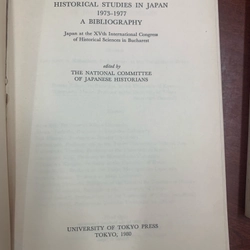 HISTORICAL STUDIES IN JAPAN
1973-1977
A BIBLIOGRAPHY
Japan at the XVth International Congress
of Historical Sciences in Bucharest
edited by
THE NATIONAL COMMITTEE
OF JAPANESE HISTORIANS
UNIVERSITY OF TOKYO PRESS
TOKYO, 1980